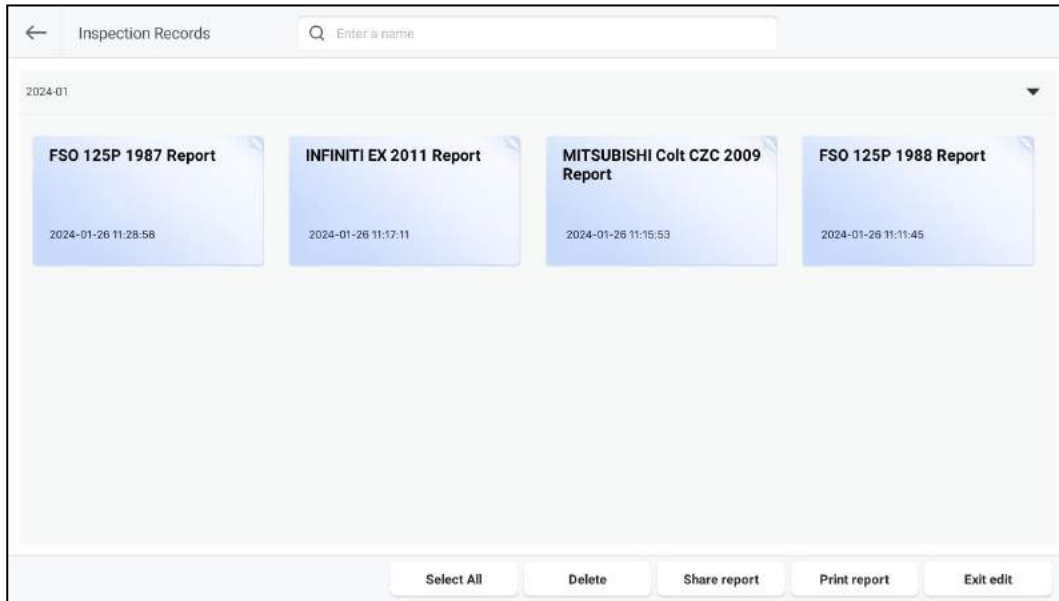 Inspection Records
Enter a name
2024-01
FSO 125P 1987 Report
2024-01-26 11:28:58
INFINITI EX 2011 Report
2024-01-26 11:17:11
MITSUBISHI Colt CZC 2009
Report
2024-01-26 11:15:53
FSO 125P 1988 Report
2024-01-26 11:11:45
Select All
Delete
Share report
Print report
Exit edit